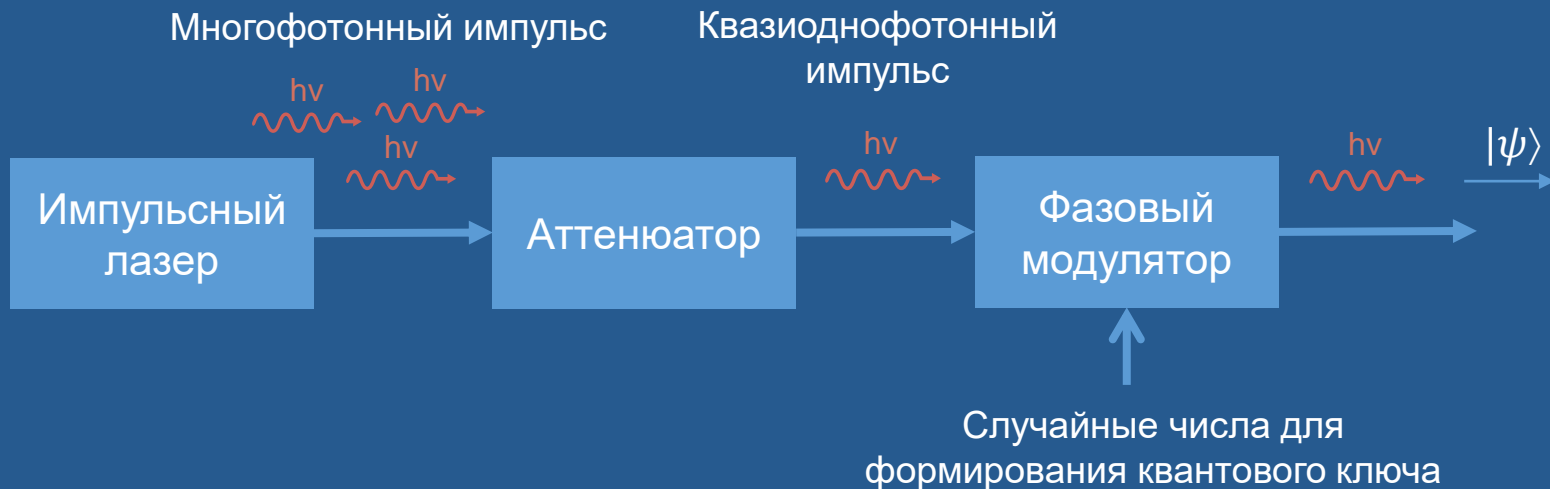 Многофотонный импульс
Квазиоднофотонный
импульс
hν
hν
hν
hν
hν
|ψ⟩
Импульсный
лазер
Аттенюатор
Фазовый
модулятор
Случайные числа для
формирования квантового ключа